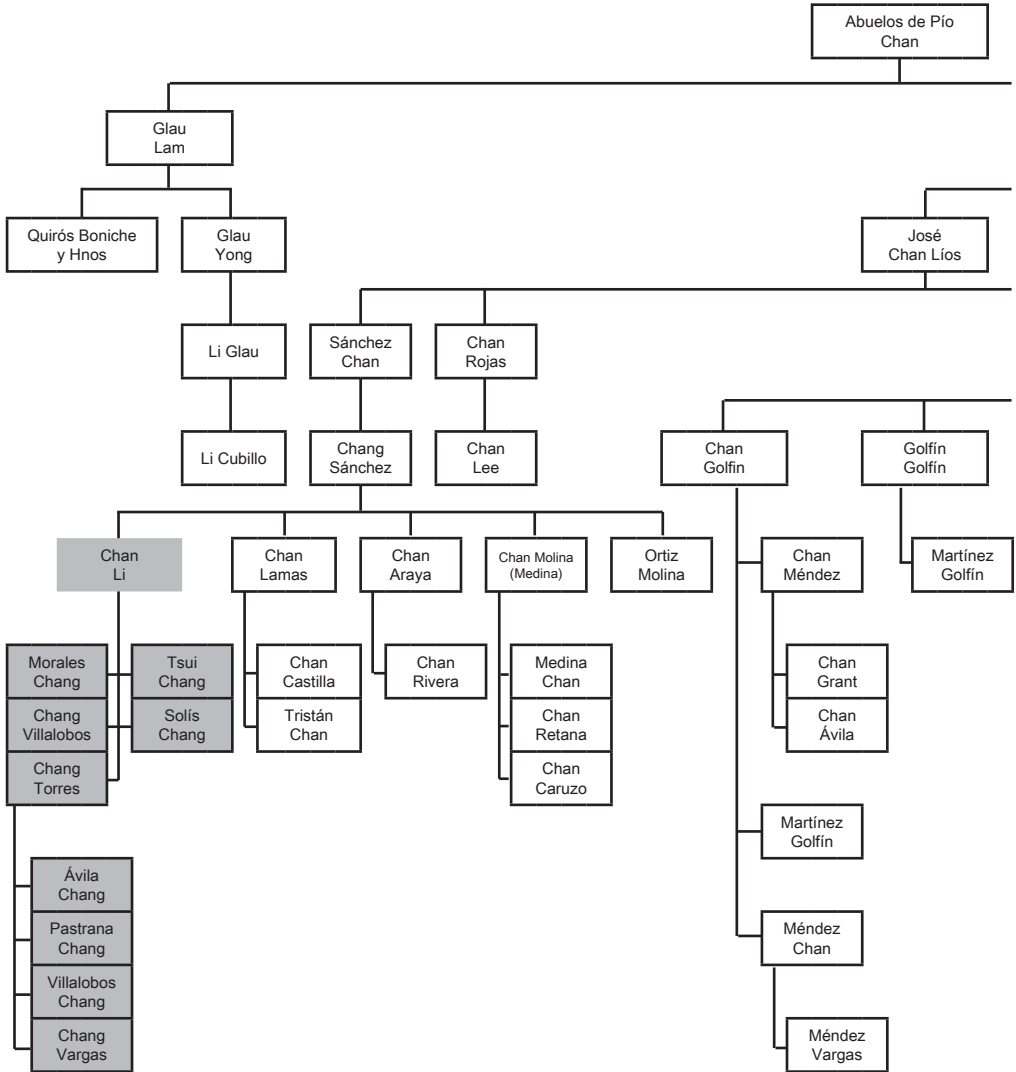 Abuelos de Pío
Chan
Glau
Lam
Quirós Boniche
y Hnos
Glau
Yong
José
Chan Líos
Li Glau
Sánchez
Chan
Chan
Rojas
Li Cubillo
Chang
Sánchez
Chan
Lee
Chan
Golfin
Golfín
Golfín
Chan
Li
Chan
Lamas
Chan
Araya
Chan Molina
(Medina)
Ortiz
Molina
Chan
Méndez
Martínez
Golfín
Morales
Chang
Tsui
Chang
Chan
Castilla
Chan
Rivera
Medina
Chan
Chan
Grant
Chang
Villalobos
Solís
Chang
Tristán
Chan
Chan
Retana
Chan
Ávila
Chang
Torres
Chan
Caruzo
Martínez
Golfín
Ávila
Chang
Pastrana
Chang
Méndez
Chan
Villalobos
Chang
Chang
Vargas
Méndez
Vargas